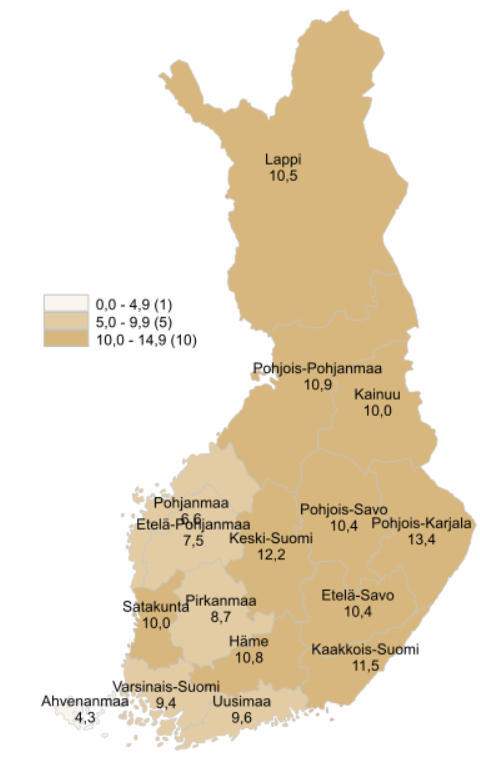 Lappi
10,5
0,0 - 4,9 (1)
5,0 - 9,9 (5)
10,0 - 14,9 (10)
Pohjois-Pohjanmaa
10,9
Kainuu
10,0
Pohjanmaa
6,6
Etelä-Pohjanmaa
7,5
Keski-Suomi
12,2
Pohjois-Savo
10,4
Pohjois-Karjala
13,4
Satakunta
10,0
Pirkanmaa
8,7
Etelä-Savo
10,4
Häme
10,8
Kaakkois-Suomi
11,5
Ahvenanmaa
4,3
Varsinais-Suomi
9,4
Uusimaa
9,6